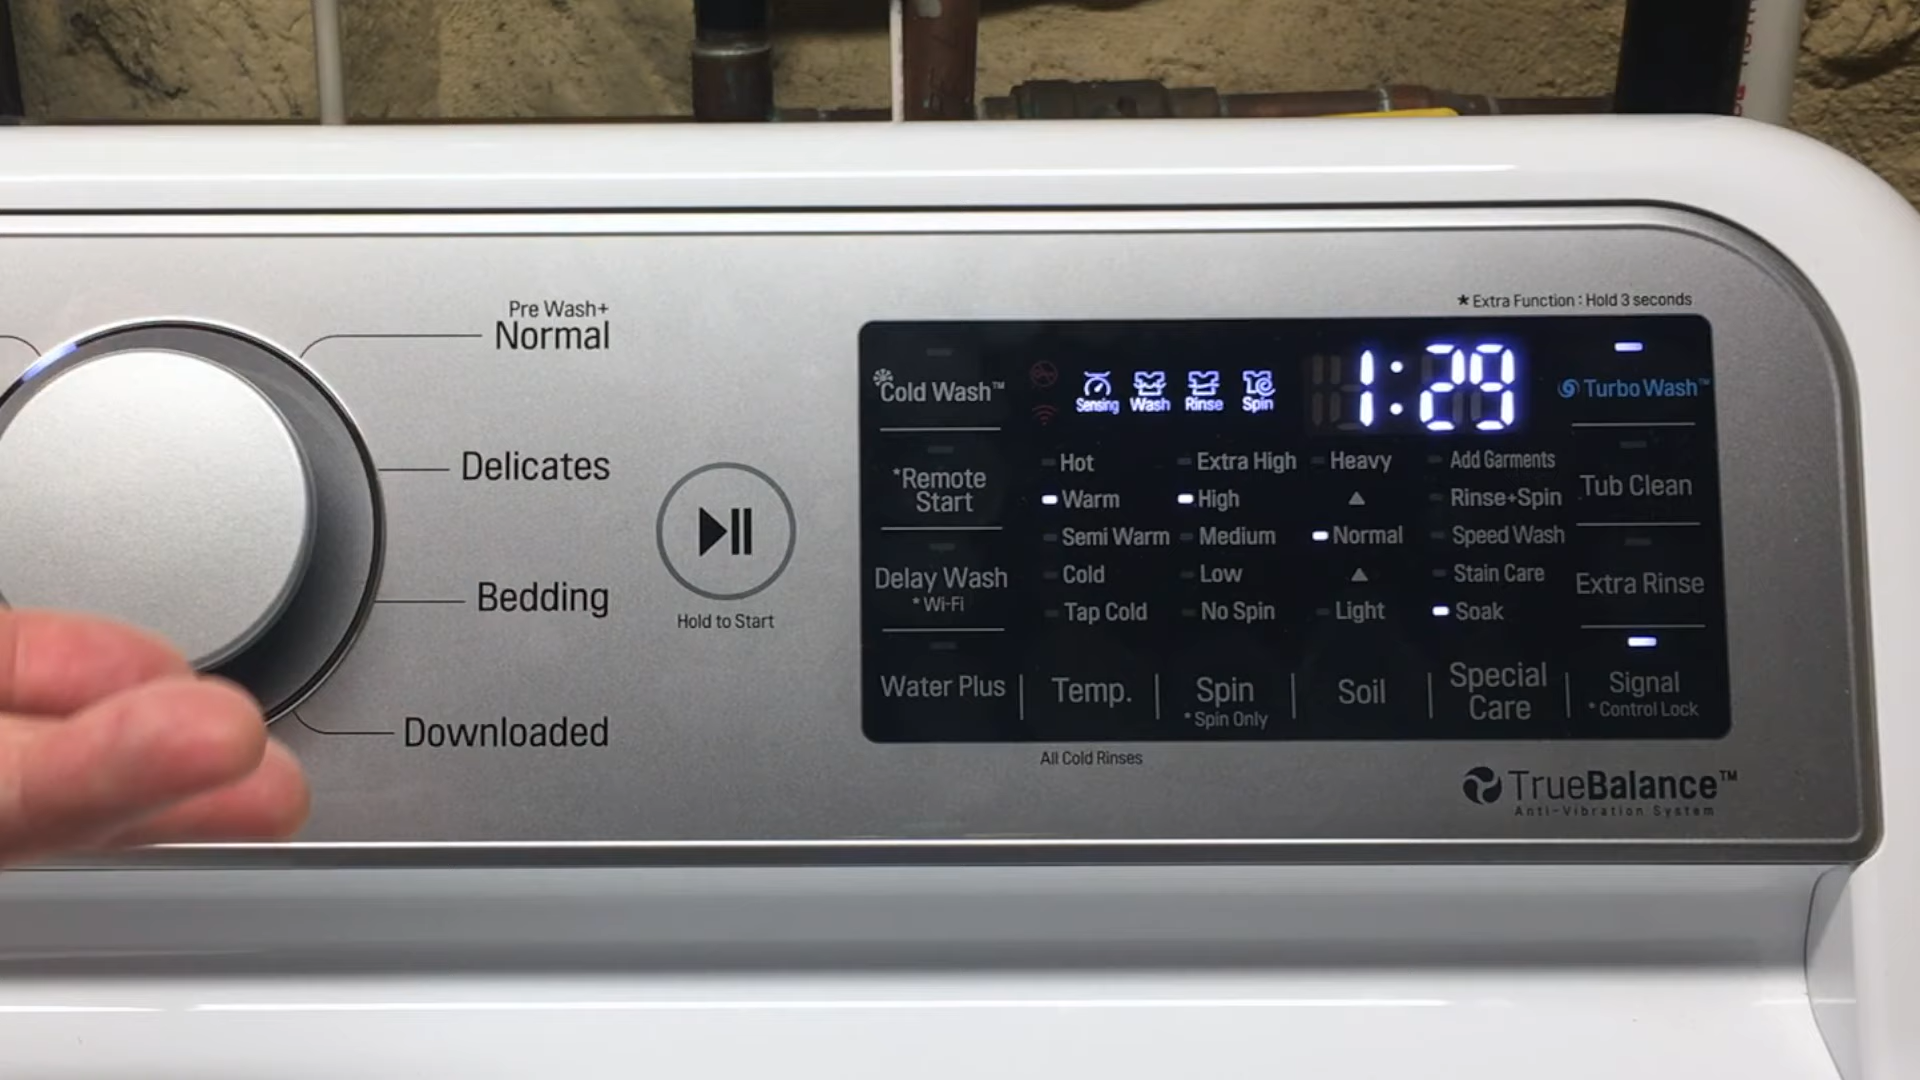 * Extra Function : Hold 3 seconds
Pre Wash+
Normal
Delicates
Bedding
Downloaded
Hold to Start
Cold Wash™
*Remote
Start
Delay Wash
* Wi-Fi
Water Plus
Sensing Wash Rinse Spin
1:29
Hot
Warm
Semi Warm
Cold
Tap Cold
Temp.
Extra High
High
Medium
Low
No Spin
Spin
* Spin Only
Heavy
Normal
Light
Soil
Add Garments
Rinse+Spin
Speed Wash
Stain Care
Soak
Special
Care
Turbo Wash™
Tub Clean
Extra Rinse
Signal
* Control Lock
All Cold Rinses
TrueBalance™
Anti-Vibration System